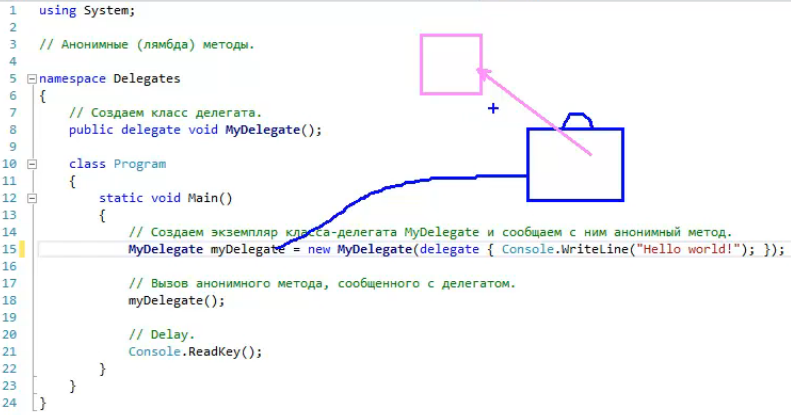 1 using System;
2
3 // Анонимные (лямбда) методы.
4
5 namespace Delegates
6 {
7 // Создаем класс делегата.
8 public delegate void MyDelegate();
9
10 class Program
11 {
12 static void Main()
13 {
14 // Создаем экземпляр класса-делегата MyDelegate и сообщаем с ним анонимный метод.
15 MyDelegate myDelegate = new MyDelegate(delegate { Console.WriteLine("Hello world!"); });
16
17 // Вызов анонимного метода, сообщенного с делегатом.
18 myDelegate();
19
20 // Delay.
21 Console.ReadKey();
22 }
23 }
24 }